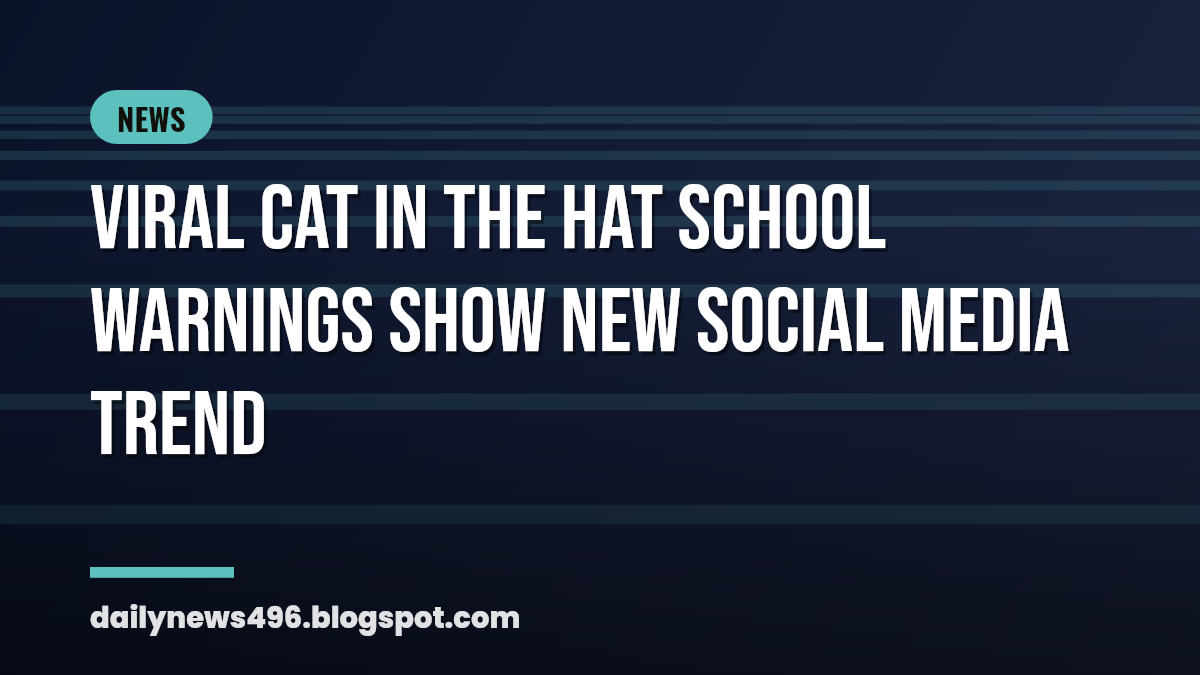 NEWS
VIRAL CAT IN THE HAT SCHOOL
WARNINGS SHOW NEW SOCIAL MEDIA
TREND
dailynews496.blogspot.com